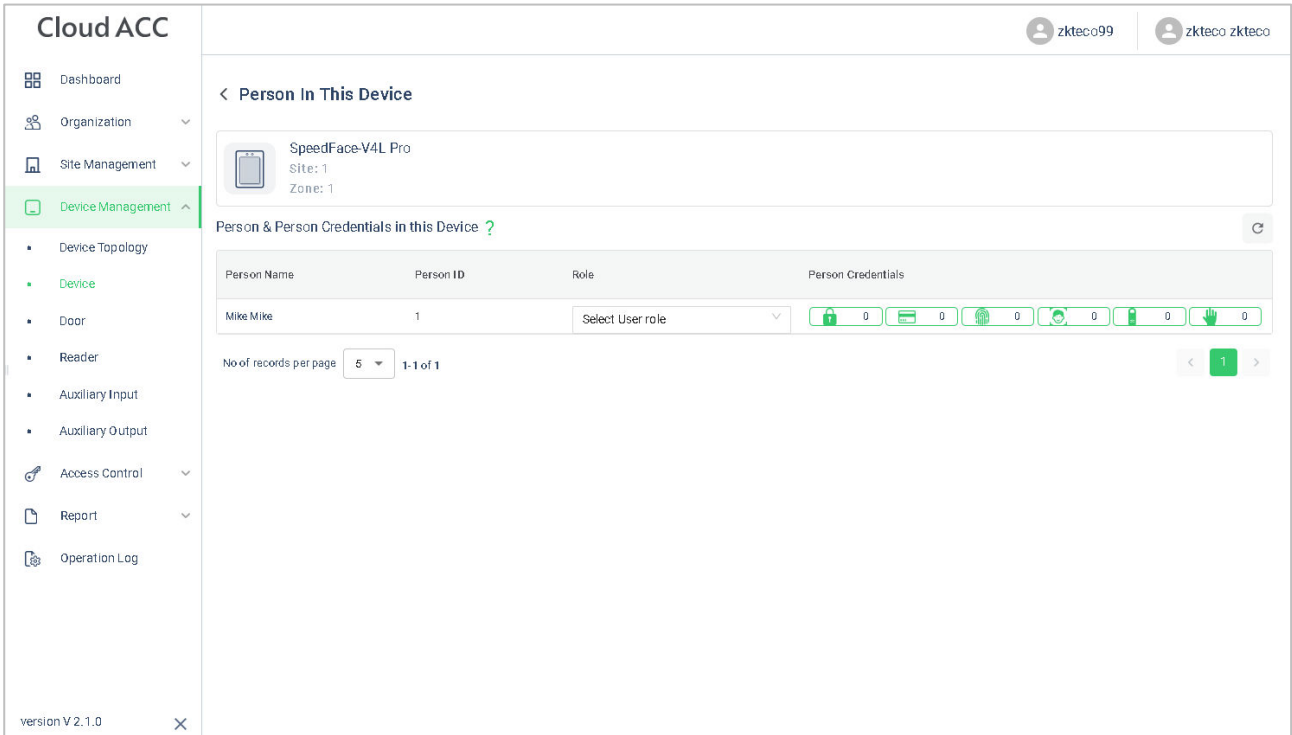 Cloud ACC
zkteco99
zkteco zkteco
Dashboard
Organization
Site Management
Device Management
Device Topology
Device
Door
Reader
Auxiliary Input
Auxiliary Output
Access Control
Report
Operation Log
version V 2.1.0
Person In This Device
SpeedFace-V4L Pro
Site: 1
Zone: 1
Person & Person Credentials in this Device ?
Person Name Person ID Role Person Credentials
Mike Mike 1 Select User role 0 0 0 0 0 0
No of records per page 5 1-1 of 1 < 1 >